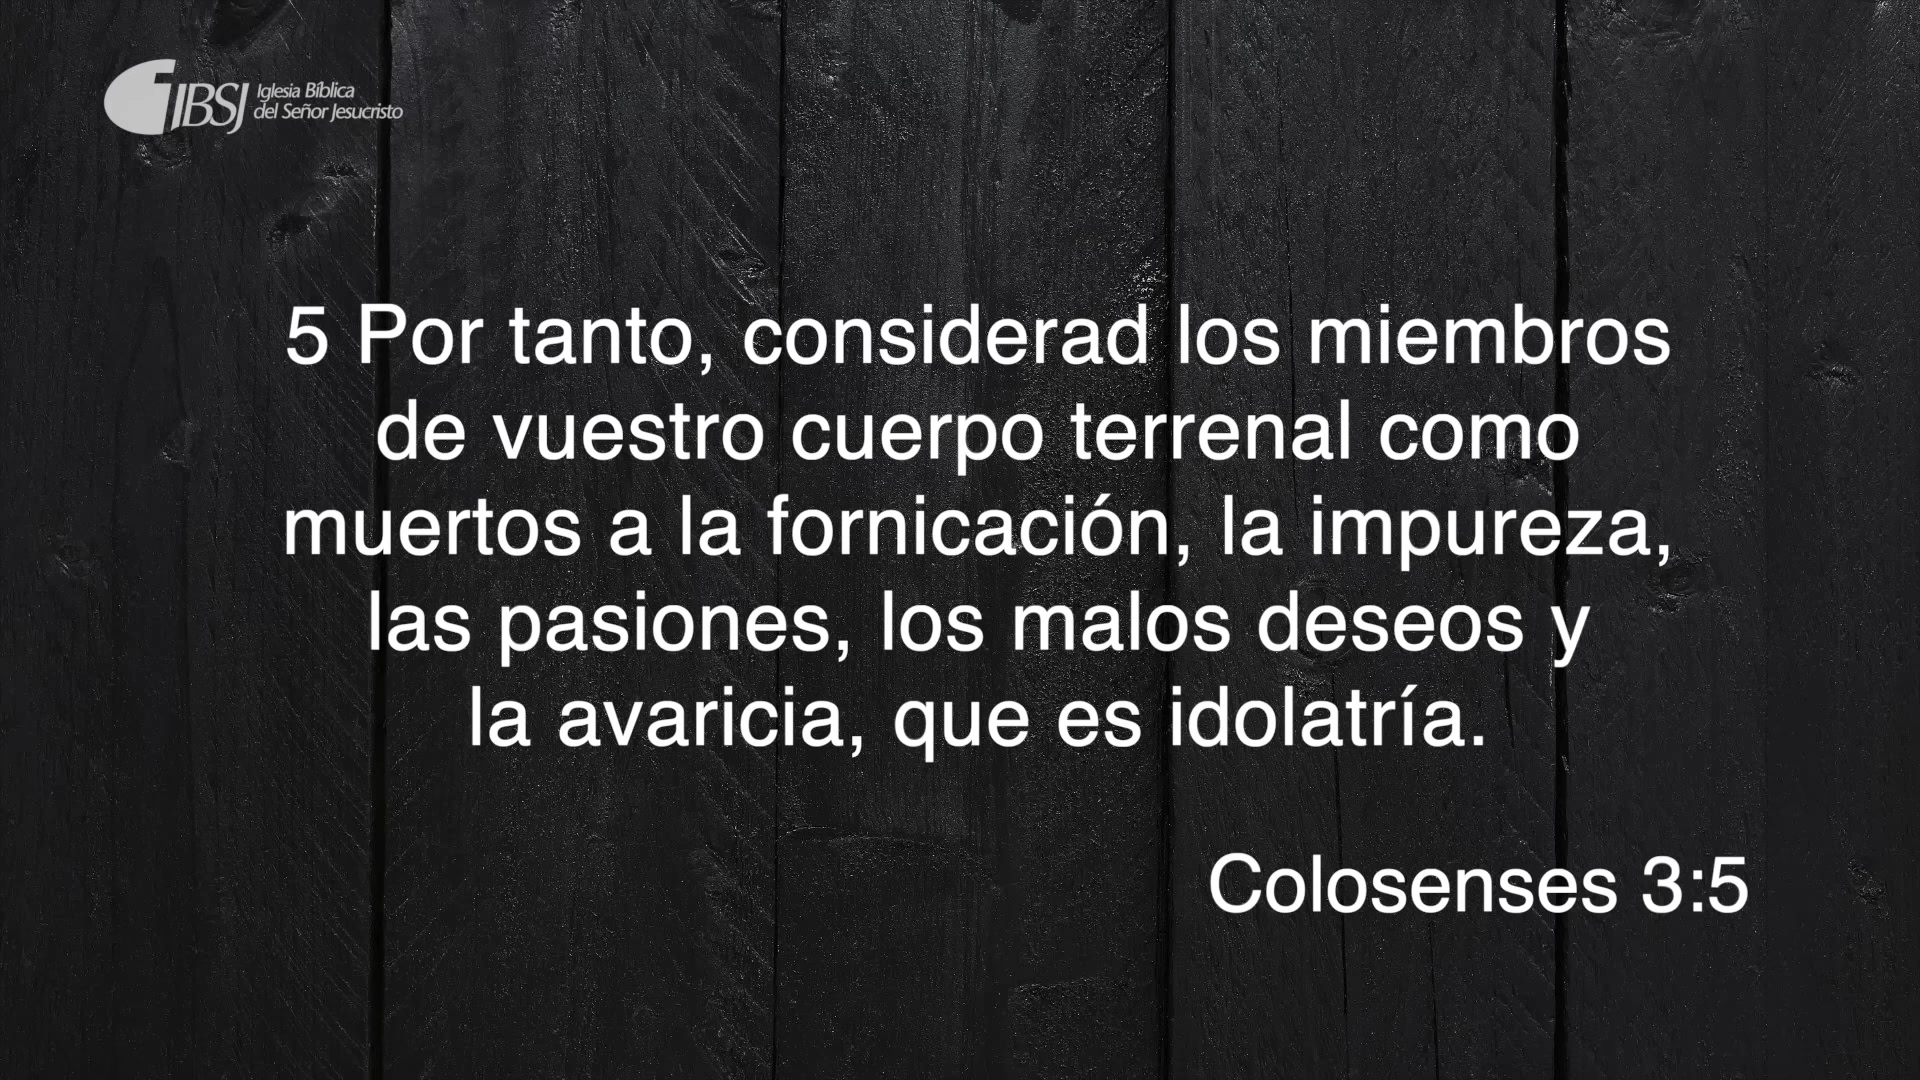 IBSJ
Iglesia Bíblica
del Señor Jesucristo
5 Por tanto, considerad los miembros
de vuestro cuerpo terrenal como
muertos a la fornicación, la impureza,
las pasiones, los malos deseos y
la avaricia, que es idolatría.
Colosenses 3:5